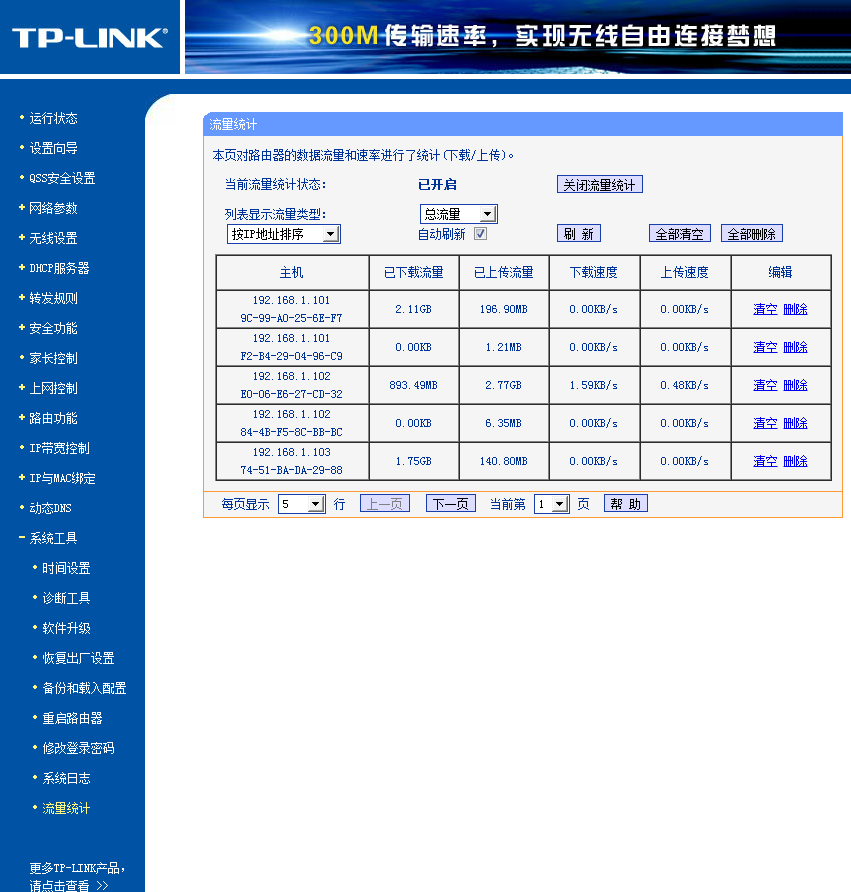 TP-LINK®
300M传输速率，实现无线自由连接梦想
运行状态
设置向导
QSS安全设置
网络参数
无线设置
DHCP服务器
转发规则
安全功能
家长控制
上网控制
路由功能
IP带宽控制
IP与MAC绑定
动态DNS
系统工具
时间设置
诊断工具
软件升级
恢复出厂设置
备份和载入配置
重启路由器
修改登录密码
系统日志
流量统计
更多TP-LINK产品，
请点击查看 >>
流量统计
本页对路由器的数据流量和速率进行了统计(下载/上传)。
当前流量统计状态： 已开启 关闭流量统计
列表显示流量类型： 总流量
按IP地址排序 自动刷新 刷 新 全部清空 全部删除
主机 已下载流量 已上传流量 下载速度 上传速度 编辑
192.168.1.101
9C-99-A0-25-6E-F7 2.11GB 196.90MB 0.00KB/s 0.00KB/s 清空 删除
192.168.1.101
F2-B4-29-04-96-C9 0.00KB 1.21MB 0.00KB/s 0.00KB/s 清空 删除
192.168.1.102
E0-06-E6-27-CD-32 893.49MB 2.77GB 1.59KB/s 0.48KB/s 清空 删除
192.168.1.102
84-4B-F5-8C-BB-BC 0.00KB 6.35MB 0.00KB/s 0.00KB/s 清空 删除
192.168.1.103
74-51-BA-DA-29-88 1.75GB 140.80MB 0.00KB/s 0.00KB/s 清空 删除
每页显示 5 行 上一页 下一页 当前第 1 页 帮 助